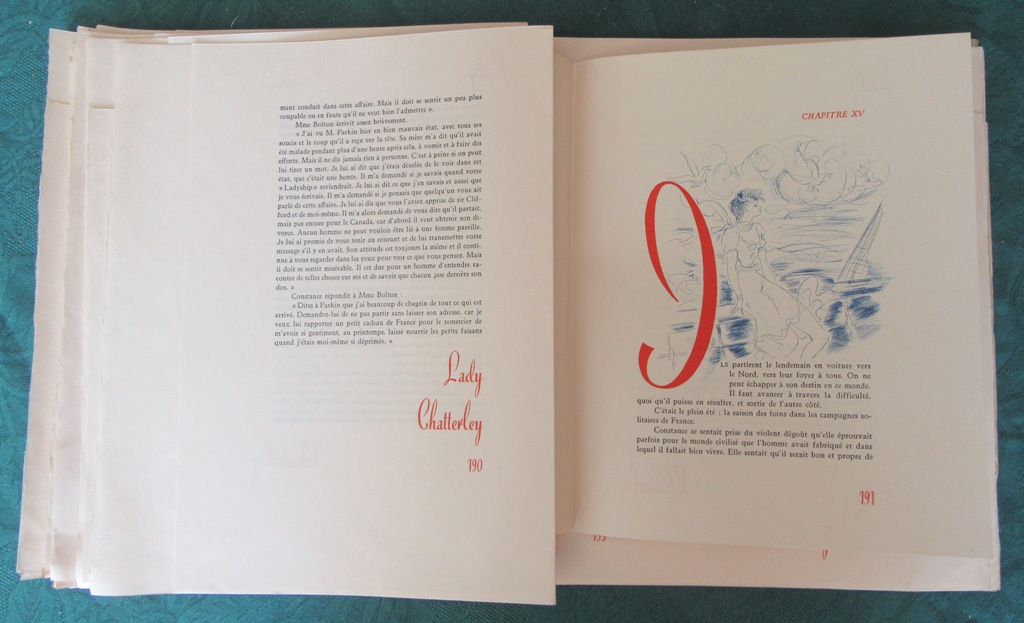 ment conduit dans cette affaire. Mais il doit se sentir un peu plus
coupable ou en faute qu'il ne veut bien l'admettre ».
Mme Bolton écrivit assez brièvement.
« J'ai vu M. Parkin hier en bien mauvais état, avec tous ses
soucis et le coup qu'il a reçu sur la tête. Sa mère m'a dit qu'il avait
été malade pendant plus d'une heure après cela, à vomir et à faire des
efforts. Mais il ne dit jamais rien à personne. C'est à peine si on peut
lui tirer un mot. Je lui ai dit que j'étais désolée de le voir dans cet
état, que c'était une honte. Il m'a demandé si je savais quand votre
« Ladyship » reviendrait. Je lui ai dit ce que j'en savais et aussi que
je vous écrivais. Il m'a demandé si je pensais que quelqu'un vous ait
parlé de cette affaire. Je lui ai dit que vous l'aviez apprise de sir Clif-
ford et de moi-même. Il m'a alors demandé de vous dire qu'il partait,
mais pas encore pour le Canada, car d'abord il veut obtenir son di-
vorce. Aucun homme ne peut vouloir être lié à une femme pareille.
Je lui ai promis de vous tenir au courant et de lui transmettre votre
message s'il y en avait. Son attitude est toujours la même et il conti-
nue à vous regarder dans les yeux pour voir ce que vous pensez. Mais
il doit se sentir misérable. Il est dur pour un homme d'entendre ra-
conter de telles choses sur soi et de savoir que chacun jase derrière son
dos. »
Constance répondit à Mme Bolton :
« Dites à Parkin que j'ai beaucoup de chagrin de tout ce qui est
arrivé. Demandez-lui de ne pas partir sans laisser son adresse, car je
veux lui rapporter un petit cadeau de France pour le remercier de
m'avoir si gentiment, au printemps, laissé nourrir les petits faisans
quand j'étais moi-même si déprimée. »
Lady
Chatterley
190
CHAPITRE XV
ILS partirent le lendemain en voiture vers
le Nord, vers leur foyer à tous. On ne
peut échapper à son destin en ce monde.
Il faut avancer à travers la difficulté,
quoi qu'il puisse en résulter, et sortir de l'autre côté.
C'était le plein été : la saison des foins dans les campagnes so-
litaires de France.
Constance se sentait prise du violent dégoût qu'elle éprouvait
parfois pour le monde civilisé que l'homme avait fabriqué et dans
lequel il fallait bien vivre. Elle sentait qu'il serait bon et propre de
191